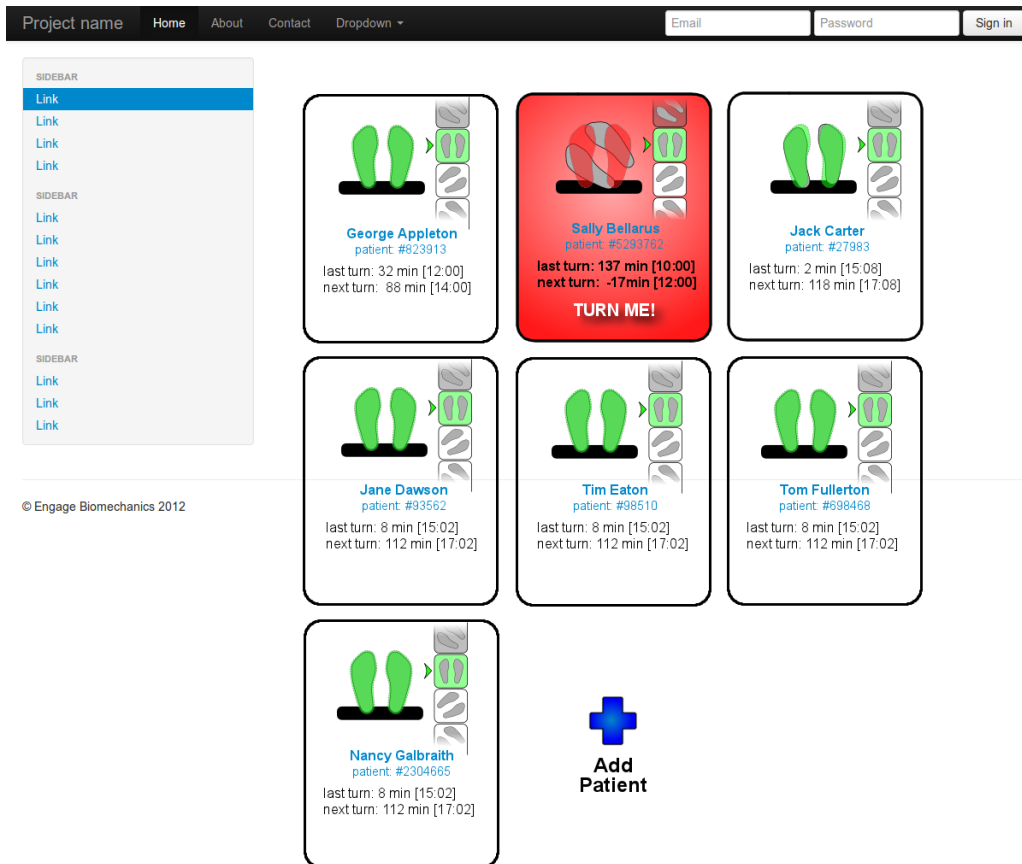 Project name Home About Contact Dropdown Email Password Sign in
SIDEBAR
Link
Link
Link
Link
SIDEBAR
Link
Link
Link
Link
Link
Link
SIDEBAR
Link
Link
Link
© Engage Biomechanics 2012
George Appleton
patient: #823913
last turn: 32 min [12:00]
next turn: 88 min [14:00]
Sally Bellarus
patient: #5293762
last turn: 137 min [10:00]
next turn: -17min [12:00]
TURN ME!
Jack Carter
patient: #27983
last turn: 2 min [15:08]
next turn: 118 min [17:08]
Jane Dawson
patient: #93562
last turn: 8 min [15:02]
next turn: 112 min [17:02]
Tim Eaton
patient: #98510
last turn: 8 min [15:02]
next turn: 112 min [17:02]
Tom Fullerton
patient: #698468
last turn: 8 min [15:02]
next turn: 112 min [17:02]
Nancy Galbraith
patient: #2304665
last turn: 8 min [15:02]
next turn: 112 min [17:02]
Add
Patient